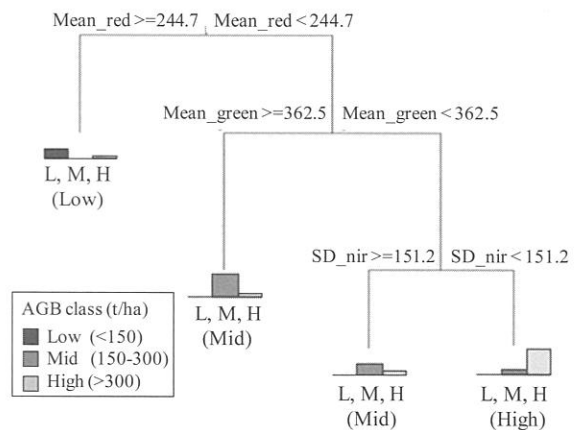 Mean_red >=244.7 Mean_red <244.7
Mean_green >=362.5 Mean_green <362.5
L, M, H
(Low)
SD_nir >=151.2 SD_nir <151.2
L, M, H
(Mid)
AGB class (t/ha)
Low (<150)
Mid (150-300)
High (>300)
L, M, H
(Mid)
L, M, H
(High)